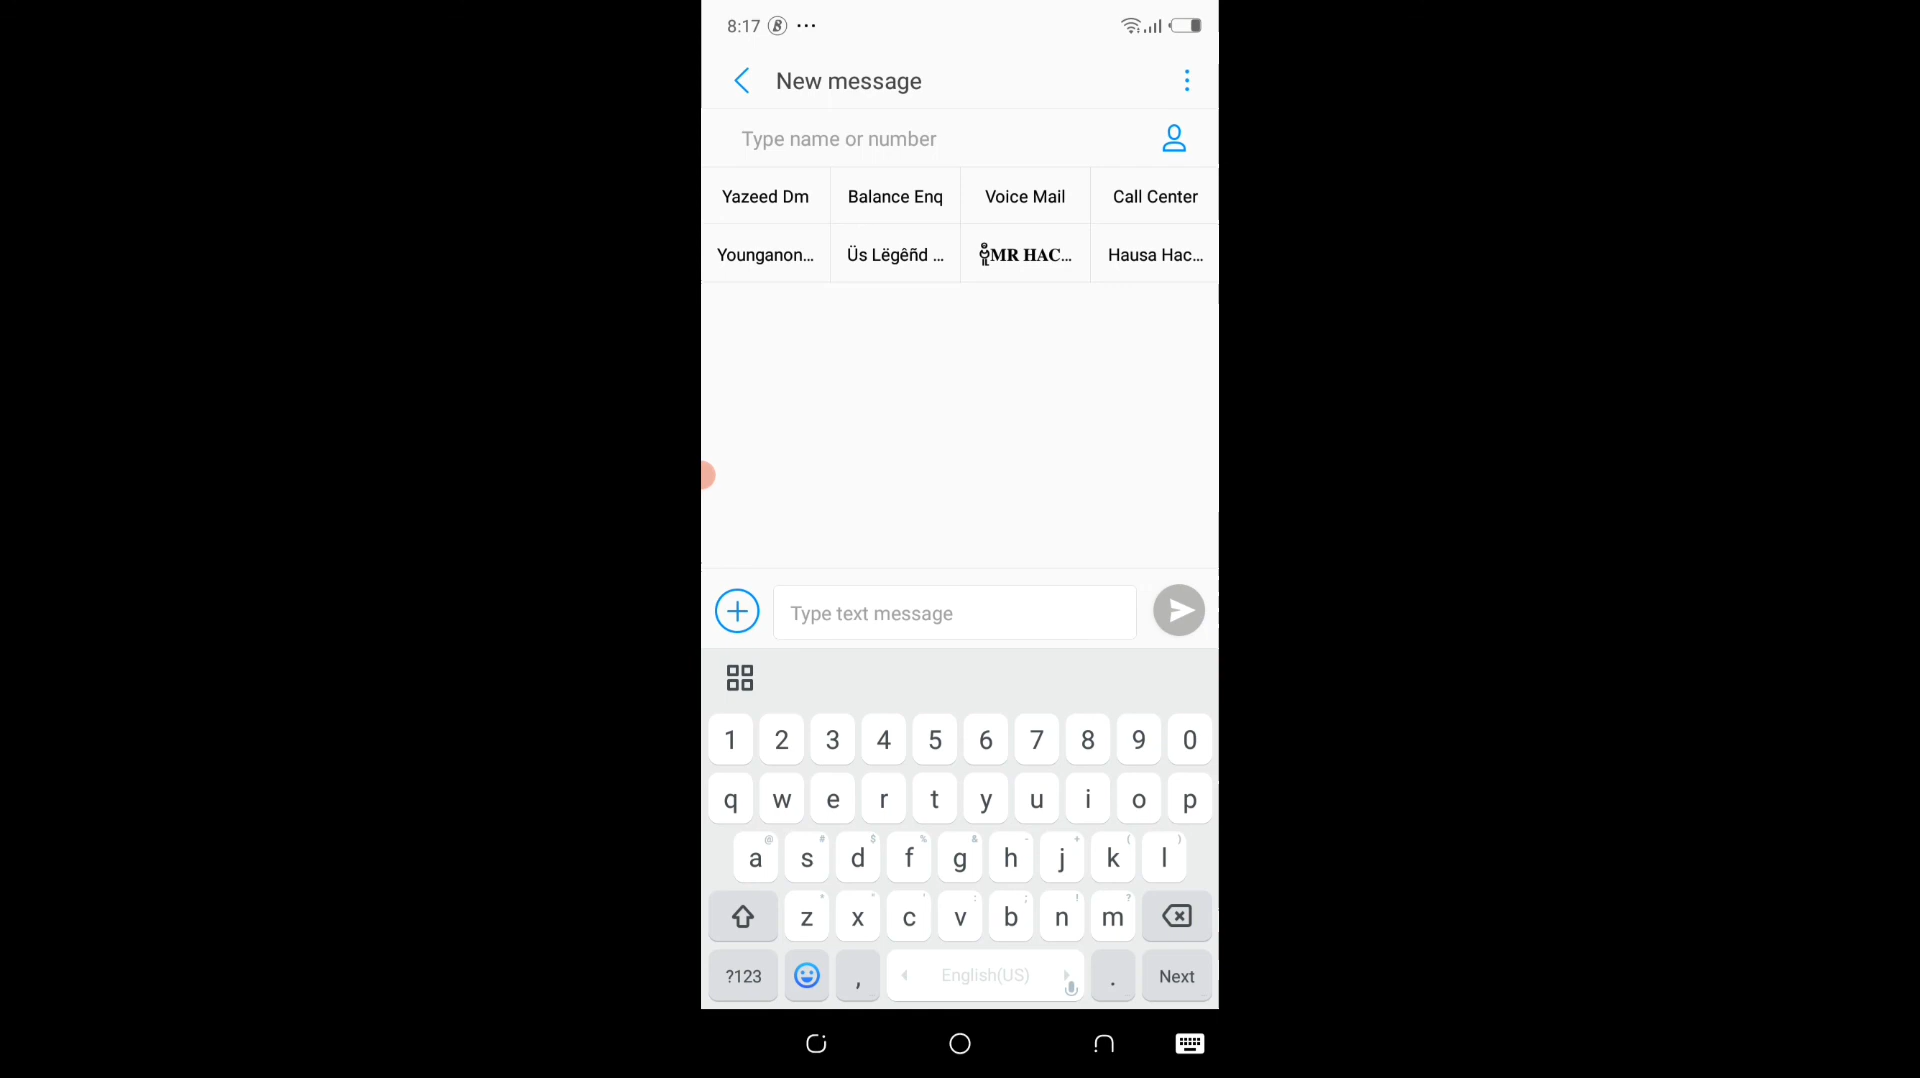 8:17
New message
Type name or number
Yazeed Dm Balance Enq Voice Mail Call Center
Younganon... Üs Lëgêñd ... MR HAC... Hausa Hac...
Type text message
1 2 3 4 5 6 7 8 9 0
q w e r t y u i o p
@ # $ % & - + ( )
a s d f g h j k l
z x c v b n m
?123 , English(US) . Next